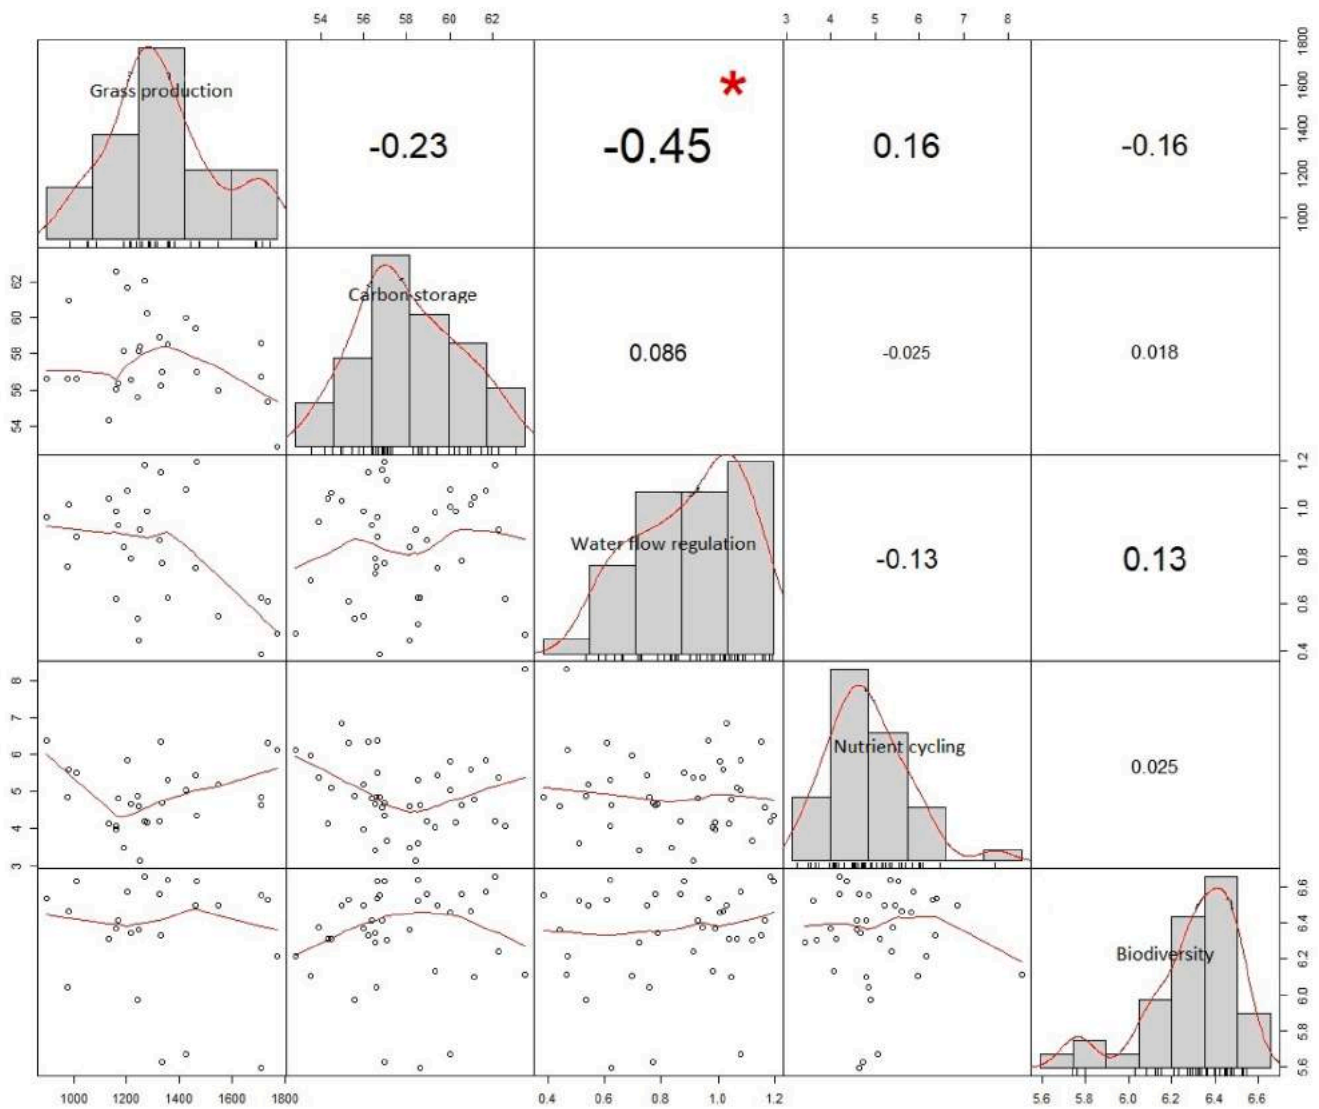 54 56 58 60 62
3 4 5 6 7 8
Grass production
-0.23
-0.45
*
0.16
-0.16
1000 1200 1400 1600 1800
54 56 58 60 62
Carbon storage
0.086
-0.025
0.018
Water flow regulation
-0.13
0.13
0.4 0.6 0.8 1.0 1.2
3 4 5 6 7 8
Nutrient cycling
0.025
Biodiversity
5.6 5.8 6.0 6.2 6.4 6.6
1000 1200 1400 1600 1800
0.4 0.6 0.8 1.0 1.2
5.6 5.8 6.0 6.2 6.4 6.6